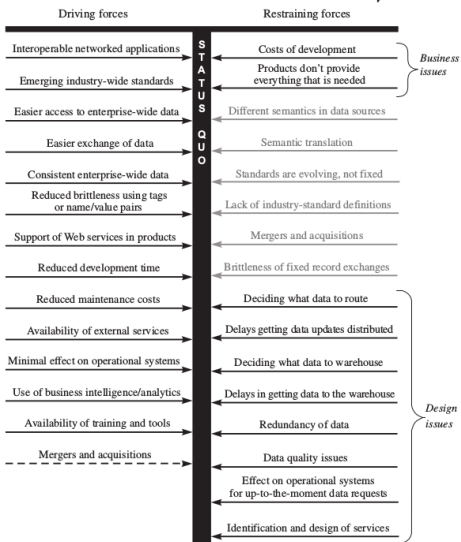 Driving forces
Restraining forces
STATUS QUO
Interoperable networked applications
Emerging industry-wide standards
Easier access to enterprise-wide data
Easier exchange of data
Consistent enterprise-wide data
Reduced brittleness using tags
or name/value pairs
Support of Web services in products
Reduced development time
Reduced maintenance costs
Availability of external services
Minimal effect on operational systems
Use of business intelligence/analytics
Availability of training and tools
Mergers and acquisitions
Costs of development
Products don't provide
everything that is needed
Different semantics in data sources
Semantic translation
Standards are evolving, not fixed
Lack of industry-standard definitions
Mergers and acquisitions
Brittleness of fixed record exchanges
Deciding what data to route
Delays getting data updates distributed
Deciding what data to warehouse
Delays in getting data to the warehouse
Redundancy of data
Data quality issues
Effect on operational systems
for up-to-the-moment data requests
Identification and design of services
Business
issues
Design
issues